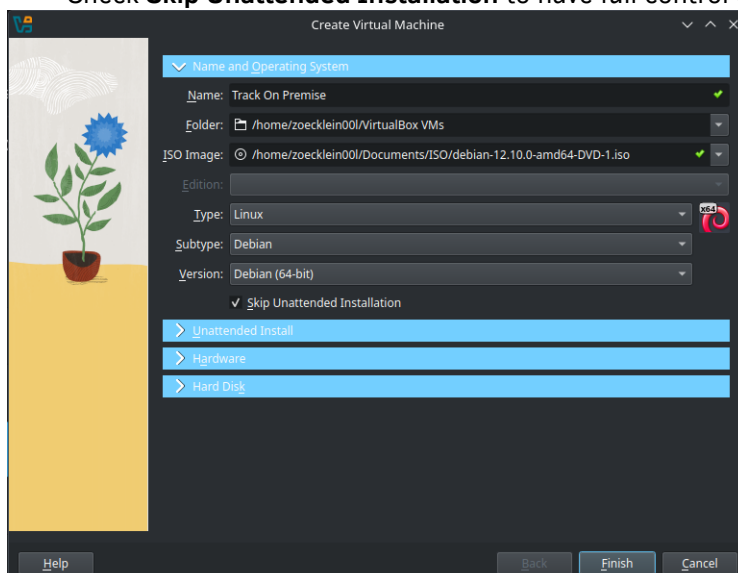 Check Skip Unattended Installation to have full control
Create Virtual Machine
Name and Operating System
Name: Track On Premise
Folder: /home/zoecklein00l/VirtualBox VMs
ISO Image: /home/zoecklein00l/Documents/ISO/debian-12.10.0-amd64-DVD-1.iso
Edition:
Type: Linux
x64
Subtype: Debian
Version: Debian (64-bit)
Skip Unattended Installation
Unattended Install
Hardware
Hard Disk
Help Back Finish Cancel